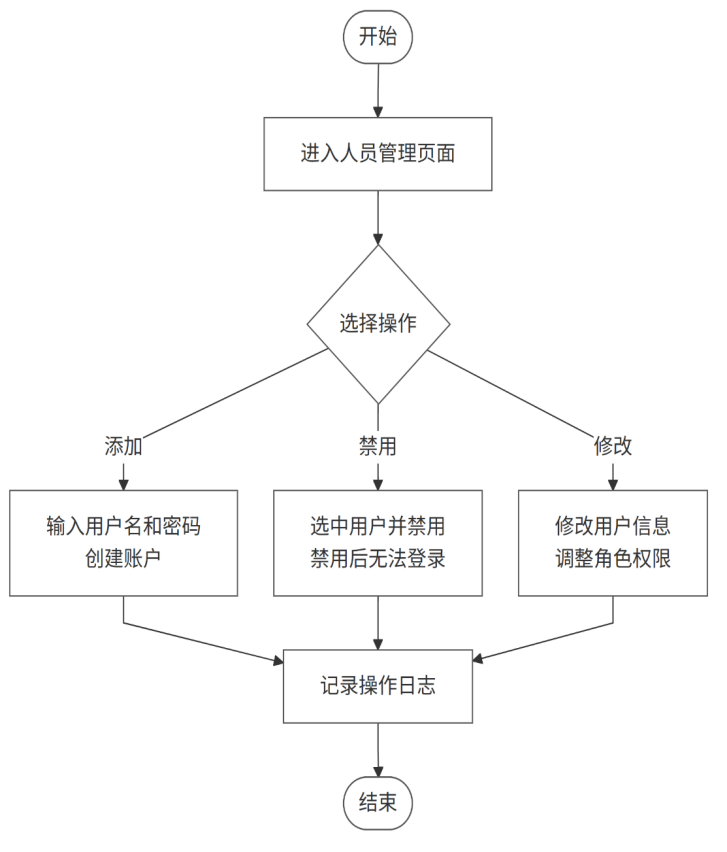 开始
进入人员管理页面
选择操作
添加
禁用
修改
输入用户名和密码
创建账户
选中用户并禁用
禁用后无法登录
修改用户信息
调整角色权限
记录操作日志
结束